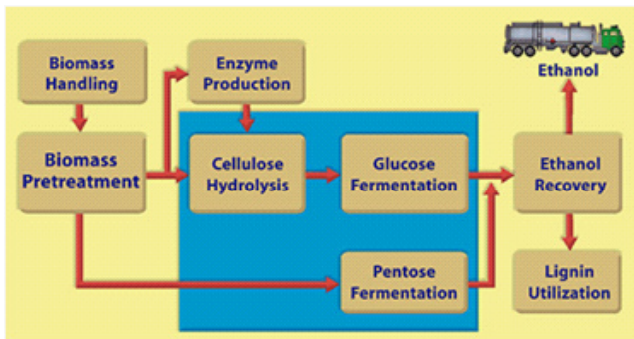 Biomass
Handling
Enzyme
Production
Ethanol
Biomass
Pretreatment
Cellulose
Hydrolysis
Glucose
Fermentation
Ethanol
Recovery
Pentose
Fermentation
Lignin
Utilization